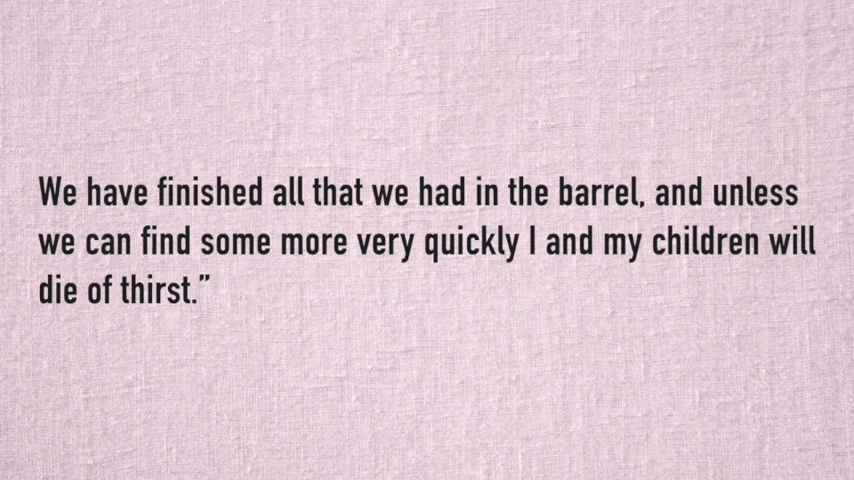 We have finished all that we had in the barrel, and unless
we can find some more very quickly I and my children will
die of thirst.”